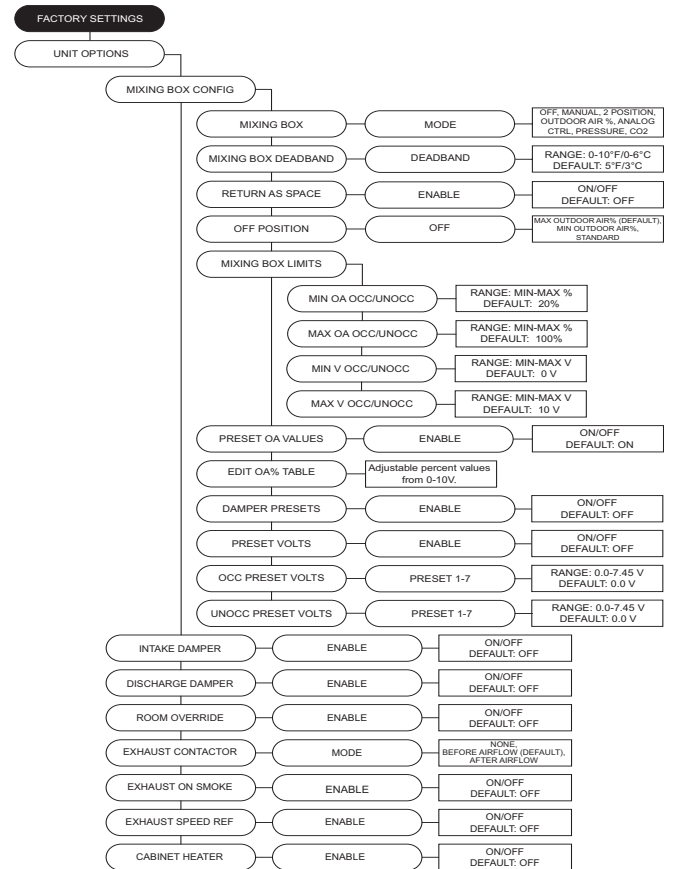 FACTORY SETTINGS
UNIT OPTIONS
MIXING BOX CONFIG
MIXING BOX
MODE
OFF, MANUAL, 2 POSITION,
OUTDOOR AIR %, ANALOG
CTRL, PRESSURE, CO2
MIXING BOX DEADBAND
DEADBAND
RANGE: 0-10°F/0-6°C
DEFAULT: 5°F/3°C
RETURN AS SPACE
ENABLE
ON/OFF
DEFAULT: OFF
OFF POSITION
OFF
MAX OUTDOOR AIR% (DEFAULT),
MIN OUTDOOR AIR%,
STANDARD
MIXING BOX LIMITS
MIN OA OCC/UNOCC
RANGE: MIN-MAX %
DEFAULT: 20%
MAX OA OCC/UNOCC
RANGE: MIN-MAX %
DEFAULT: 100%
MIN V OCC/UNOCC
RANGE: MIN-MAX V
DEFAULT: 0 V
MAX V OCC/UNOCC
RANGE: MIN-MAX V
DEFAULT: 10 V
PRESET OA VALUES
ENABLE
ON/OFF
DEFAULT: ON
EDIT OA% TABLE
Adjustable percent values
from 0-10V.
DAMPER PRESETS
ENABLE
ON/OFF
DEFAULT: OFF
PRESET VOLTS
ENABLE
ON/OFF
DEFAULT: OFF
OCC PRESET VOLTS
PRESET 1-7
RANGE: 0.0-7.45 V
DEFAULT: 0.0 V
UNOCC PRESET VOLTS
PRESET 1-7
RANGE: 0.0-7.45 V
DEFAULT: 0.0 V
INTAKE DAMPER
ENABLE
ON/OFF
DEFAULT: OFF
DISCHARGE DAMPER
ENABLE
ON/OFF
DEFAULT: OFF
ROOM OVERRIDE
ENABLE
ON/OFF
DEFAULT: OFF
EXHAUST CONTACTOR
MODE
NONE,
BEFORE AIRFLOW (DEFAULT),
AFTER AIRFLOW
EXHAUST ON SMOKE
ENABLE
ON/OFF
DEFAULT: OFF
EXHAUST SPEED REF
ENABLE
ON/OFF
DEFAULT: OFF
CABINET HEATER
ENABLE
ON/OFF
DEFAULT: OFF